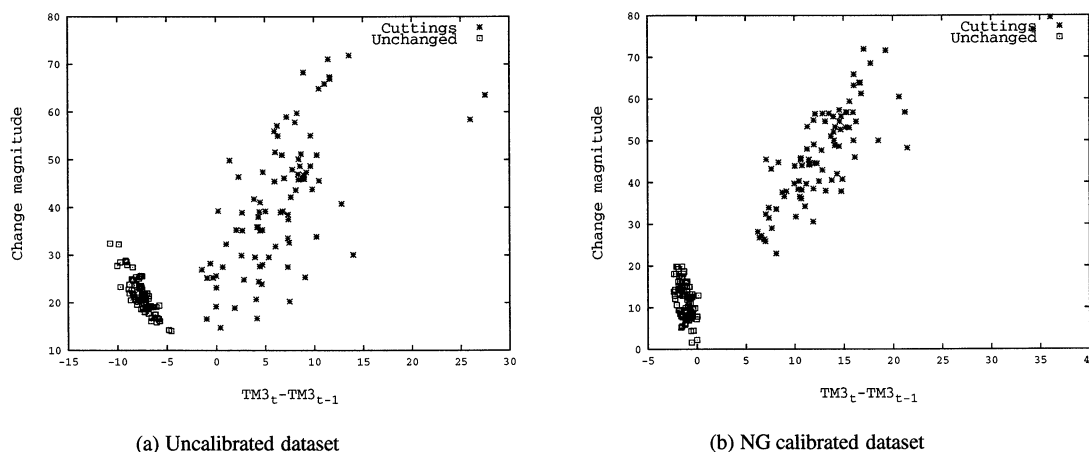 80
70
60
50
40
30
20
10
Change magnitude
-15 -10 -5 0 5 10 15 20 25 30
TM3t-TM3t-1
Cuttings
Unchanged
(a) Uncalibrated dataset
80
70
60
50
40
30
20
10
0
Change magnitude
-5 0 5 10 15 20 25 30 35
TM3t-TM3t-1
Cuttings
Unchanged
(b) NG calibrated dataset